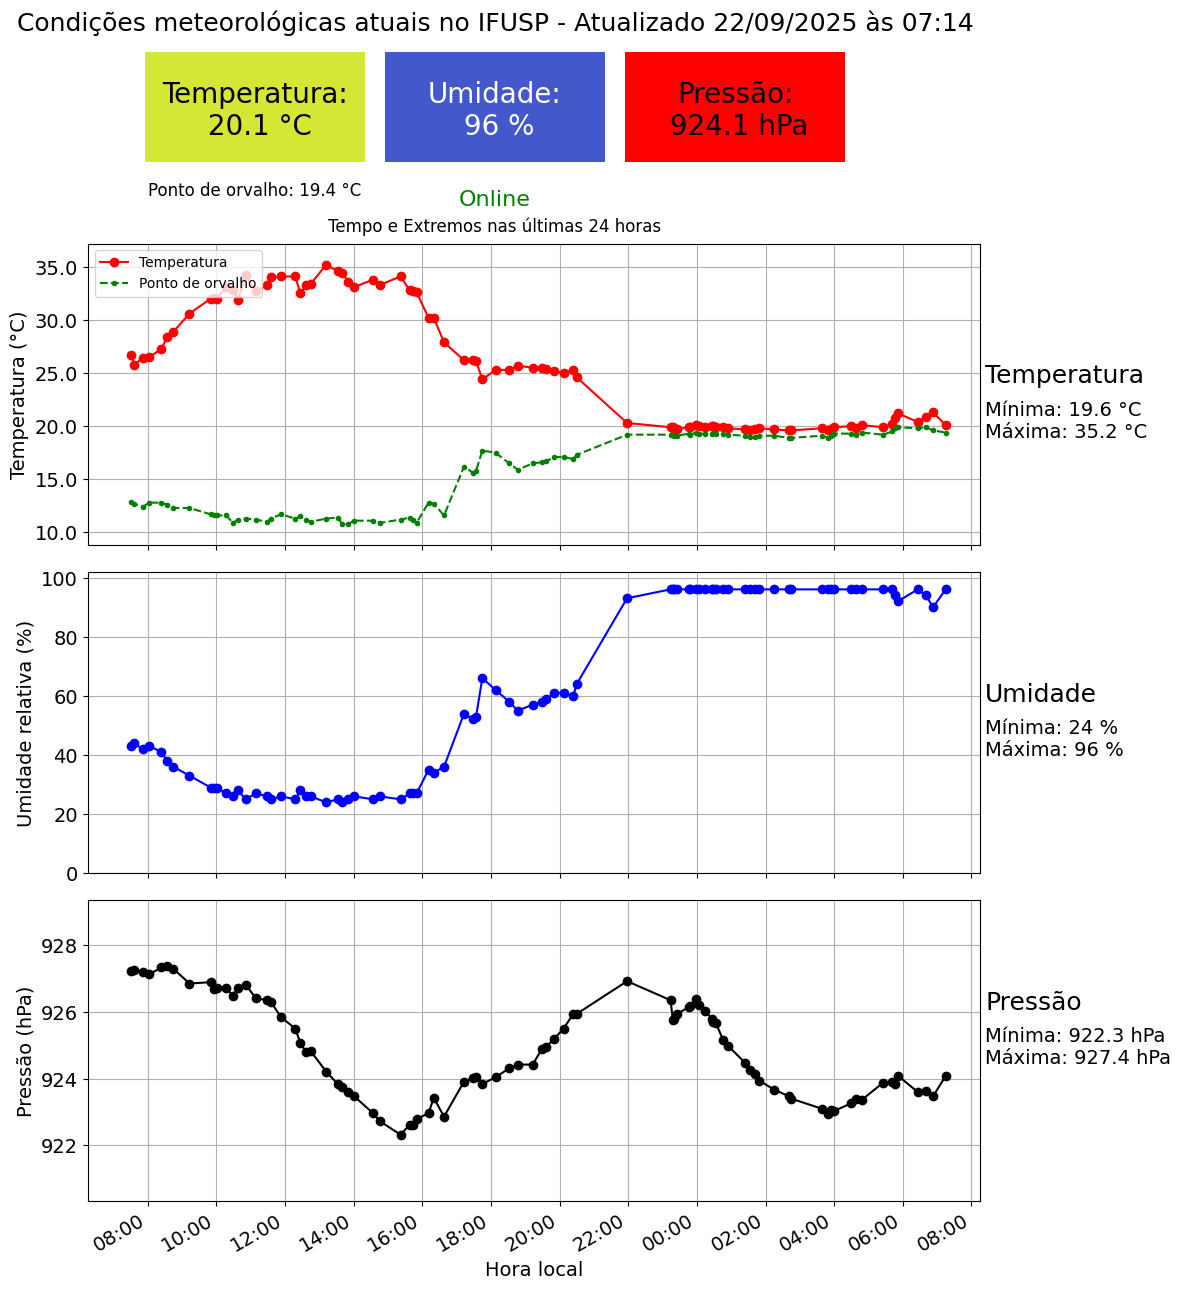 Condições meteorológicas atuais no IFUSP - Atualizado 22/09/2025 às 07:14
Temperatura:
20.1 °C
Umidade:
96 %
Pressão:
924.1 hPa
Ponto de orvalho: 19.4 °C
Online
Tempo e Extremos nas últimas 24 horas
Temperatura
Ponto de orvalho
Temperatura (°C)
35.0
30.0
25.0
20.0
15.0
10.0
Temperatura
Mínima: 19.6 °C
Máxima: 35.2 °C
Umidade relativa (%)
100
80
60
40
20
0
Umidade
Mínima: 24 %
Máxima: 96 %
Pressão (hPa)
928
926
924
922
Pressão
Mínima: 922.3 hPa
Máxima: 927.4 hPa
08:00
10:00
12:00
14:00
16:00
18:00
20:00
22:00
00:00
02:00
04:00
06:00
08:00
Hora local